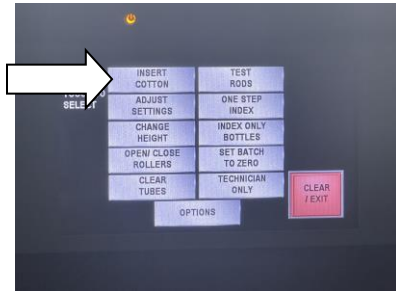 INSERT
COTTON
TEST
RODS
SELECT
ADJUST
SETTINGS
ONE STEP
INDEX
CHANGE
HEIGHT
INDEX ONLY
BOTTLES
OPEN/ CLOSE
ROLLERS
SET BATCH
TO ZERO
CLEAR
TUBES
TECHNICIAN
ONLY
CLEAR
/ EXIT
OPTIONS